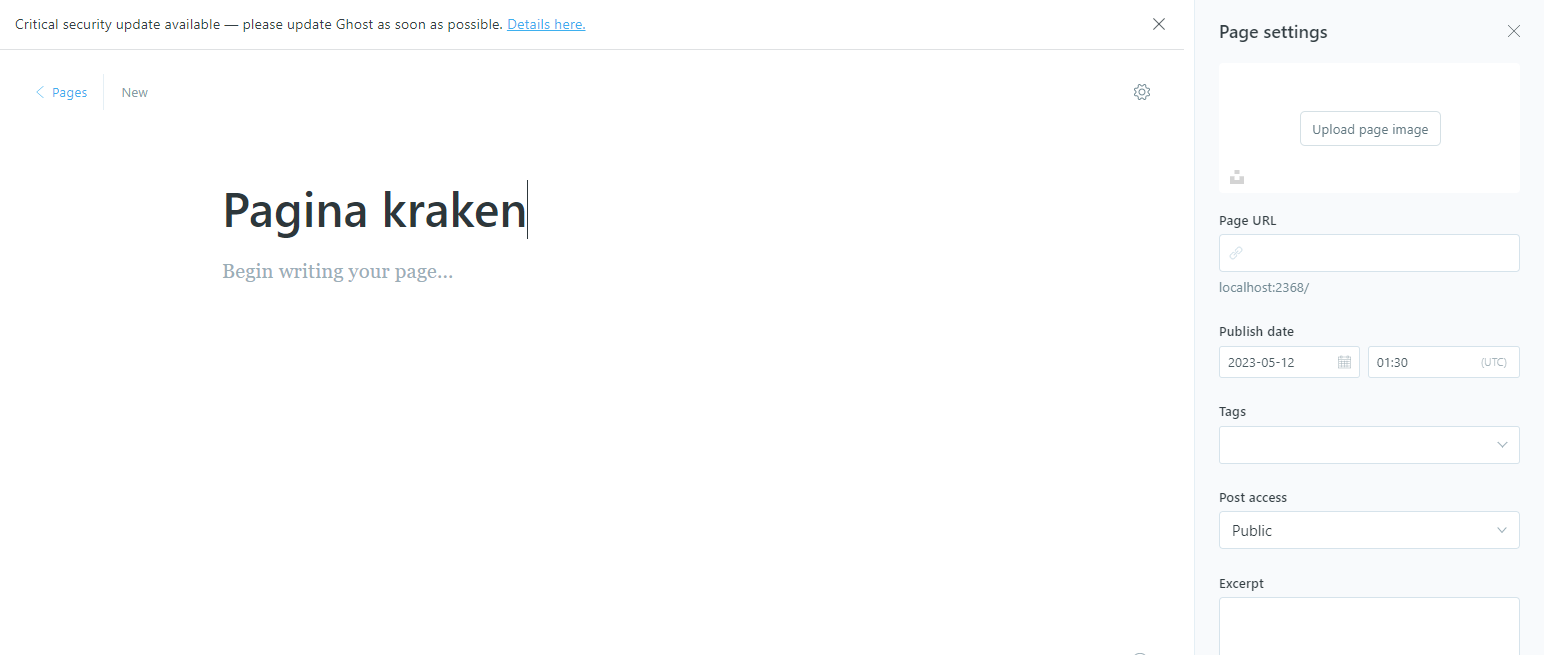 Critical security update available — please update Ghost as soon as possible. Details here.
Pages
New
Pagina kraken
Begin writing your page...
Page settings
Upload page image
Page URL
localhost:2368/
Publish date
2023-05-12
01:30
(UTC)
Tags
Post access
Public
Excerpt